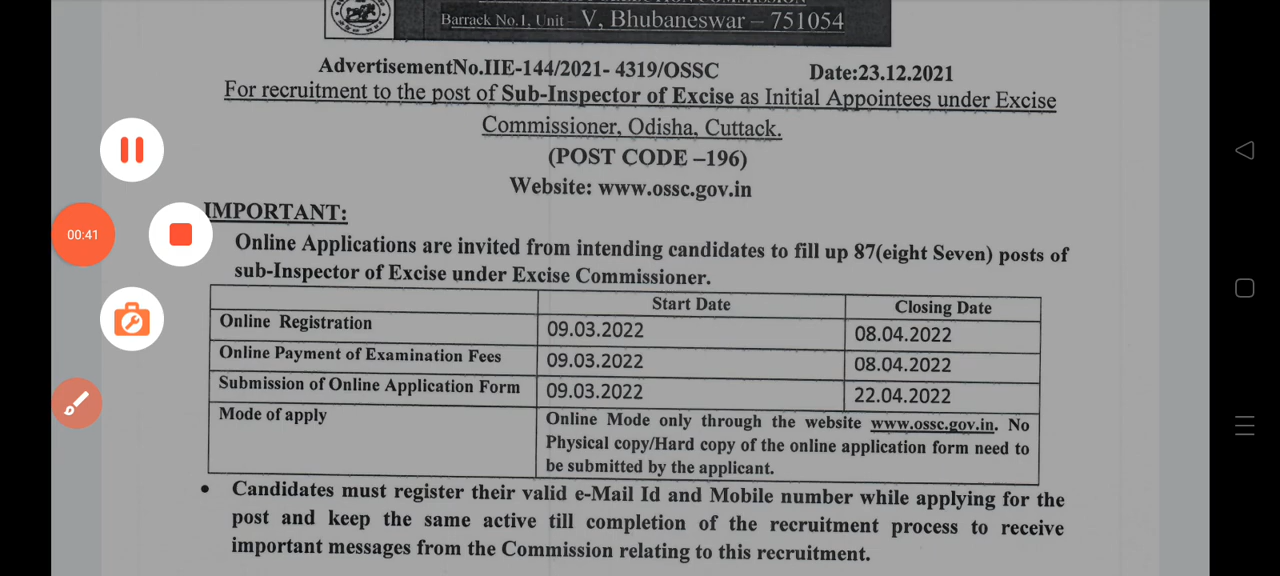 Barrack No.1, Unit – V, Bhubaneswar – 751054
AdvertisementNo.IIE-144/2021- 4319/OSSC Date:23.12.2021
For recruitment to the post of Sub-Inspector of Excise as Initial Appointees under Excise
Commissioner, Odisha, Cuttack.
(POST CODE –196)
Website: www.ossc.gov.in
IMPORTANT:
00:41
Online Applications are invited from intending candidates to fill up 87(eight Seven) posts of
sub-Inspector of Excise under Excise Commissioner.
Start Date Closing Date
Online Registration 09.03.2022 08.04.2022
Online Payment of Examination Fees 09.03.2022 08.04.2022
Submission of Online Application Form 09.03.2022 22.04.2022
Mode of apply Online Mode only through the website www.ossc.gov.in. No
Physical copy/Hard copy of the online application form need to
be submitted by the applicant.
• Candidates must register their valid e-Mail Id and Mobile number while applying for the
post and keep the same active till completion of the recruitment process to receive
important messages from the Commission relating to this recruitment.